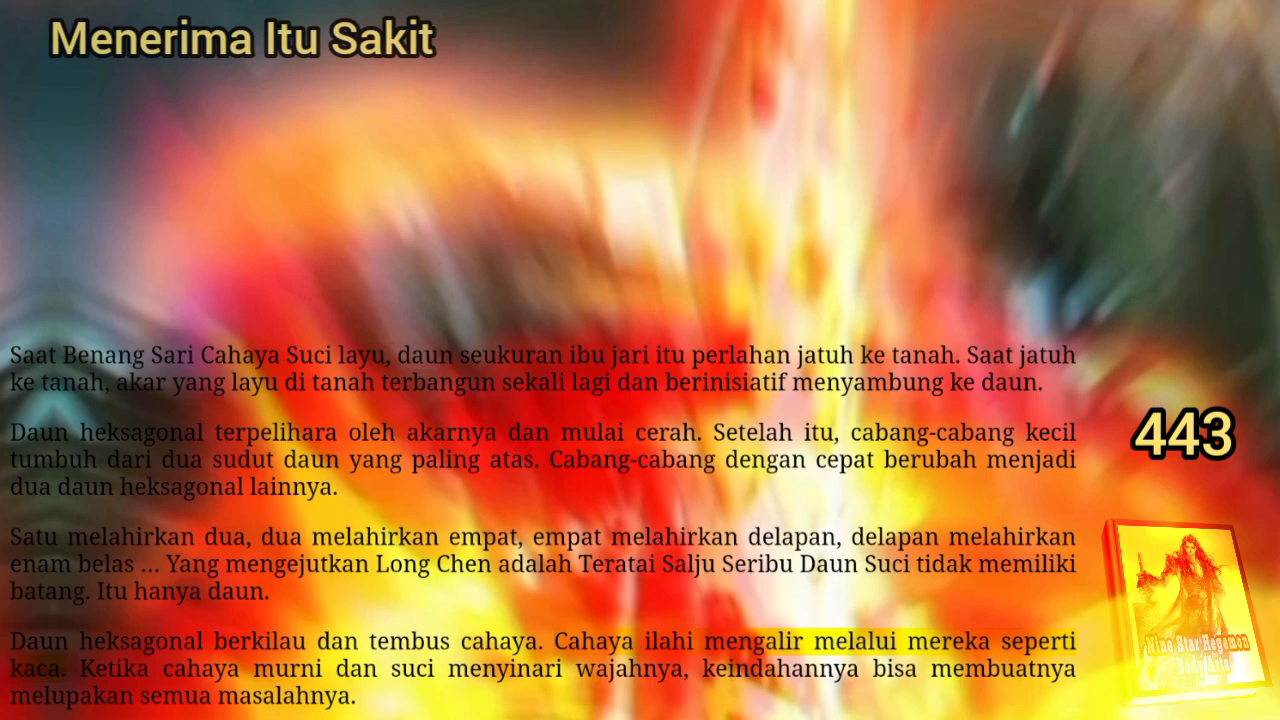 Menerima Itu Sakit
Saat Benang Sari Cahaya Suci layu, daun seukuran ibu jari itu perlahan jatuh ke tanah. Saat jatuh
ke tanah, akar yang layu di tanah terbangun sekali lagi dan berinisiatif menyambung ke daun.
Daun heksagonal terpelihara oleh akarnya dan mulai cerah. Setelah itu, cabang-cabang kecil
tumbuh dari dua sudut daun yang paling atas. Cabang-cabang dengan cepat berubah menjadi
dua daun heksagonal lainnya.
443
Satu melahirkan dua, dua melahirkan empat, empat melahirkan delapan, delapan melahirkan
enam belas ... Yang mengejutkan Long Chen adalah Teratai Salju Seribu Daun Suci tidak memiliki
batang. Itu hanya daun.
Daun heksagonal berkilau dan tembus cahaya. Cahaya ilahi mengalir melalui mereka seperti
kaca. Ketika cahaya murni dan suci menyinari wajahnya, keindahannya bisa membuatnya
melupakan semua masalahnya.
Nine Star Hegemon
Body Arts